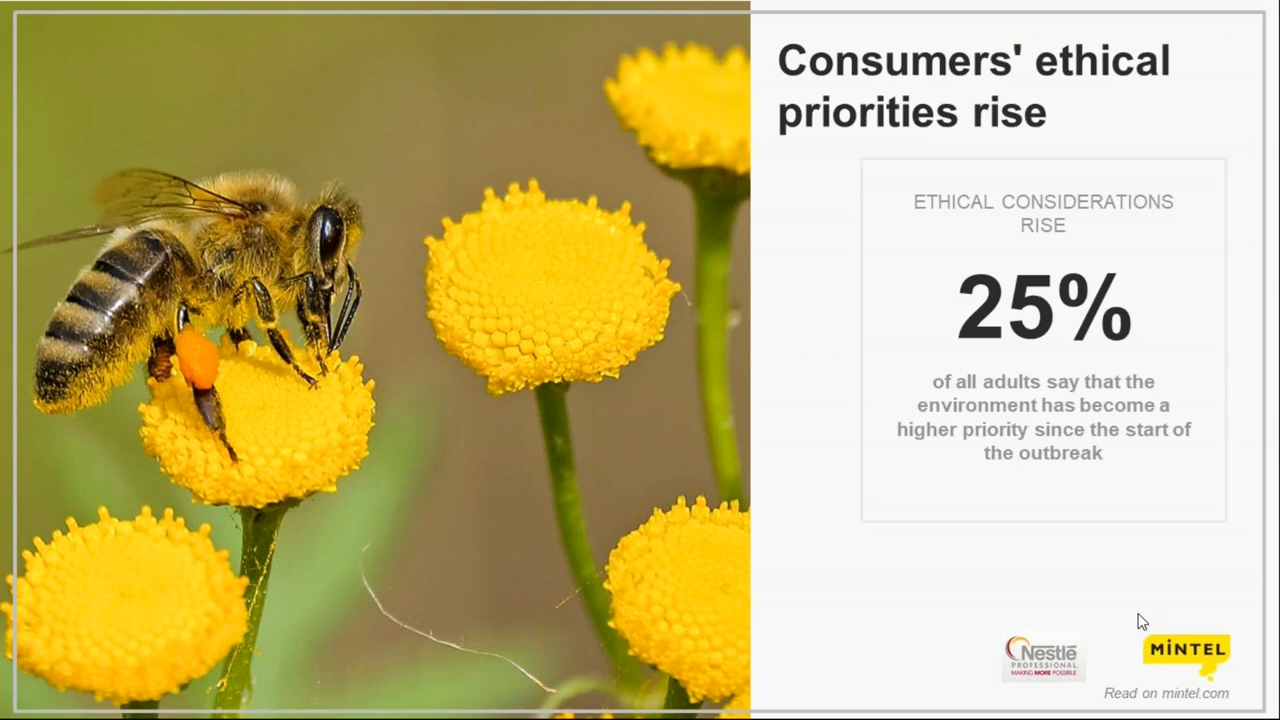 Consumers' ethical
priorities rise
ETHICAL CONSIDERATIONS
RISE
25%
of all adults say that the
environment has become a
higher priority since the start of
the outbreak
Nestlé
PROFESSIONAL
MAKING MORE POSSIBLE
MiNTEL
Read on mintel.com